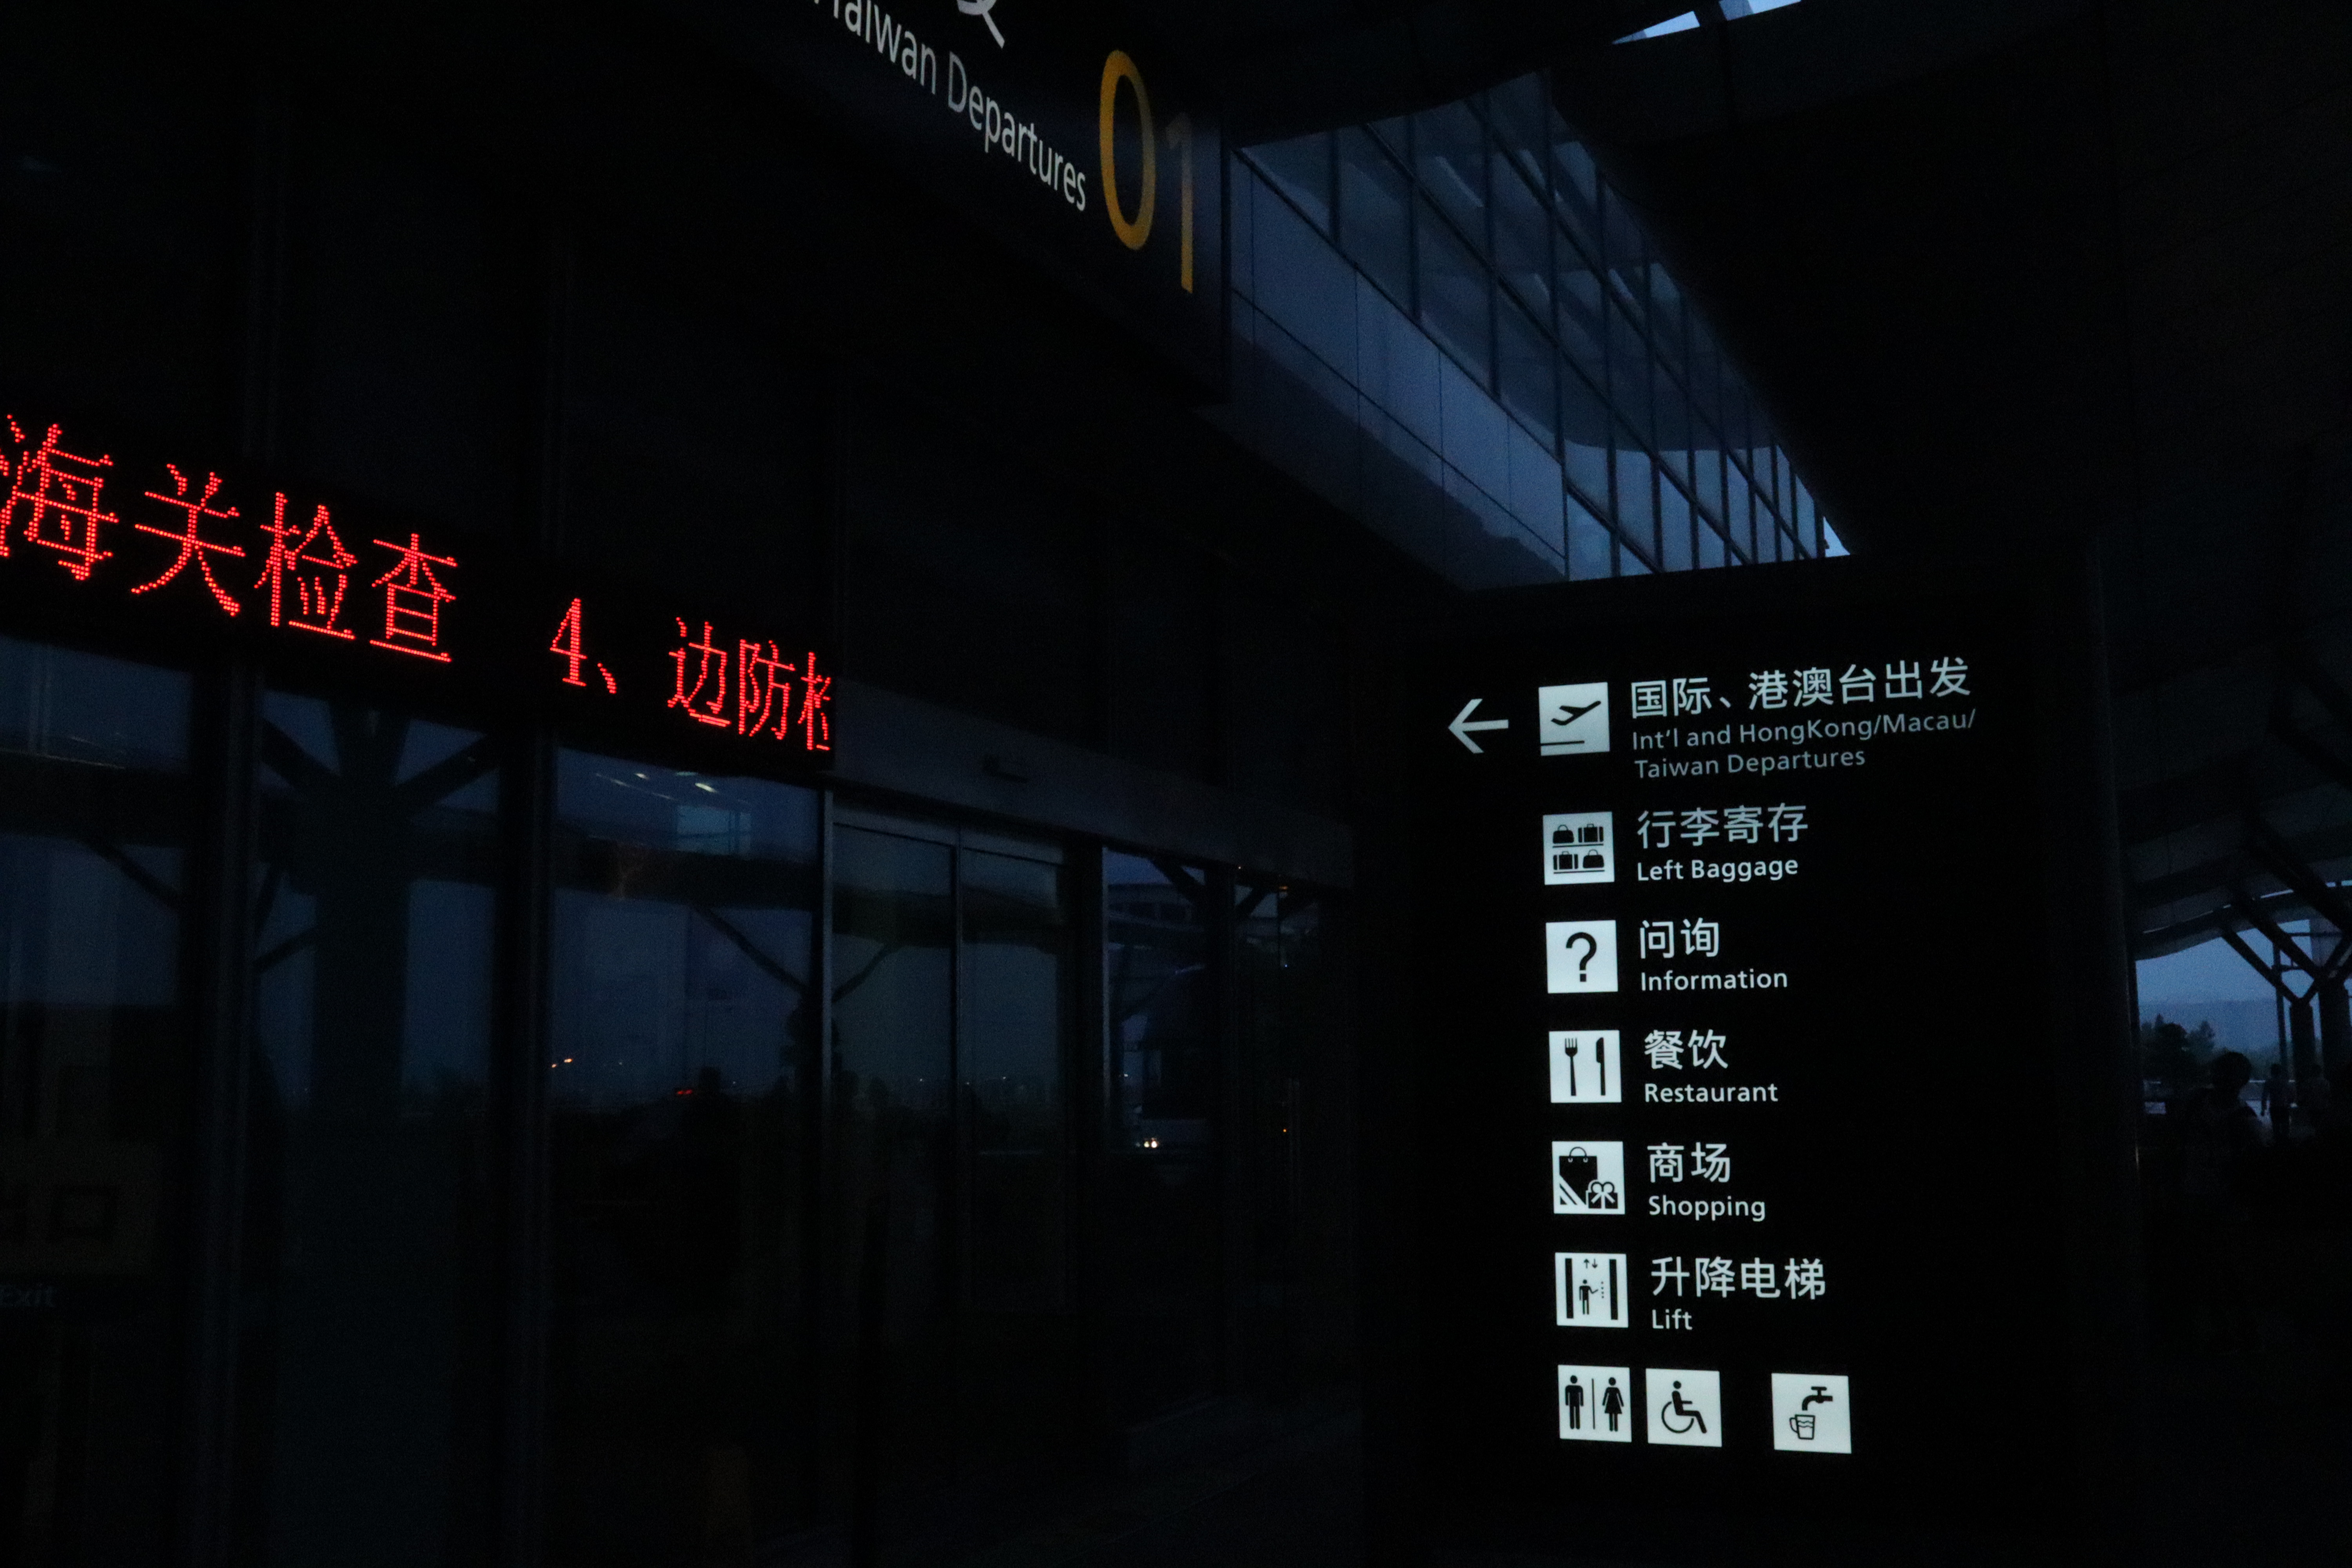 Taiwan Departures
01
海关检查 4、边防检
国际、港澳台出发
Int'l and HongKong/Macau/
Taiwan Departures
行李寄存
Left Baggage
问询
Information
餐饮
Restaurant
商场
Shopping
升降电梯
Lift
Exit